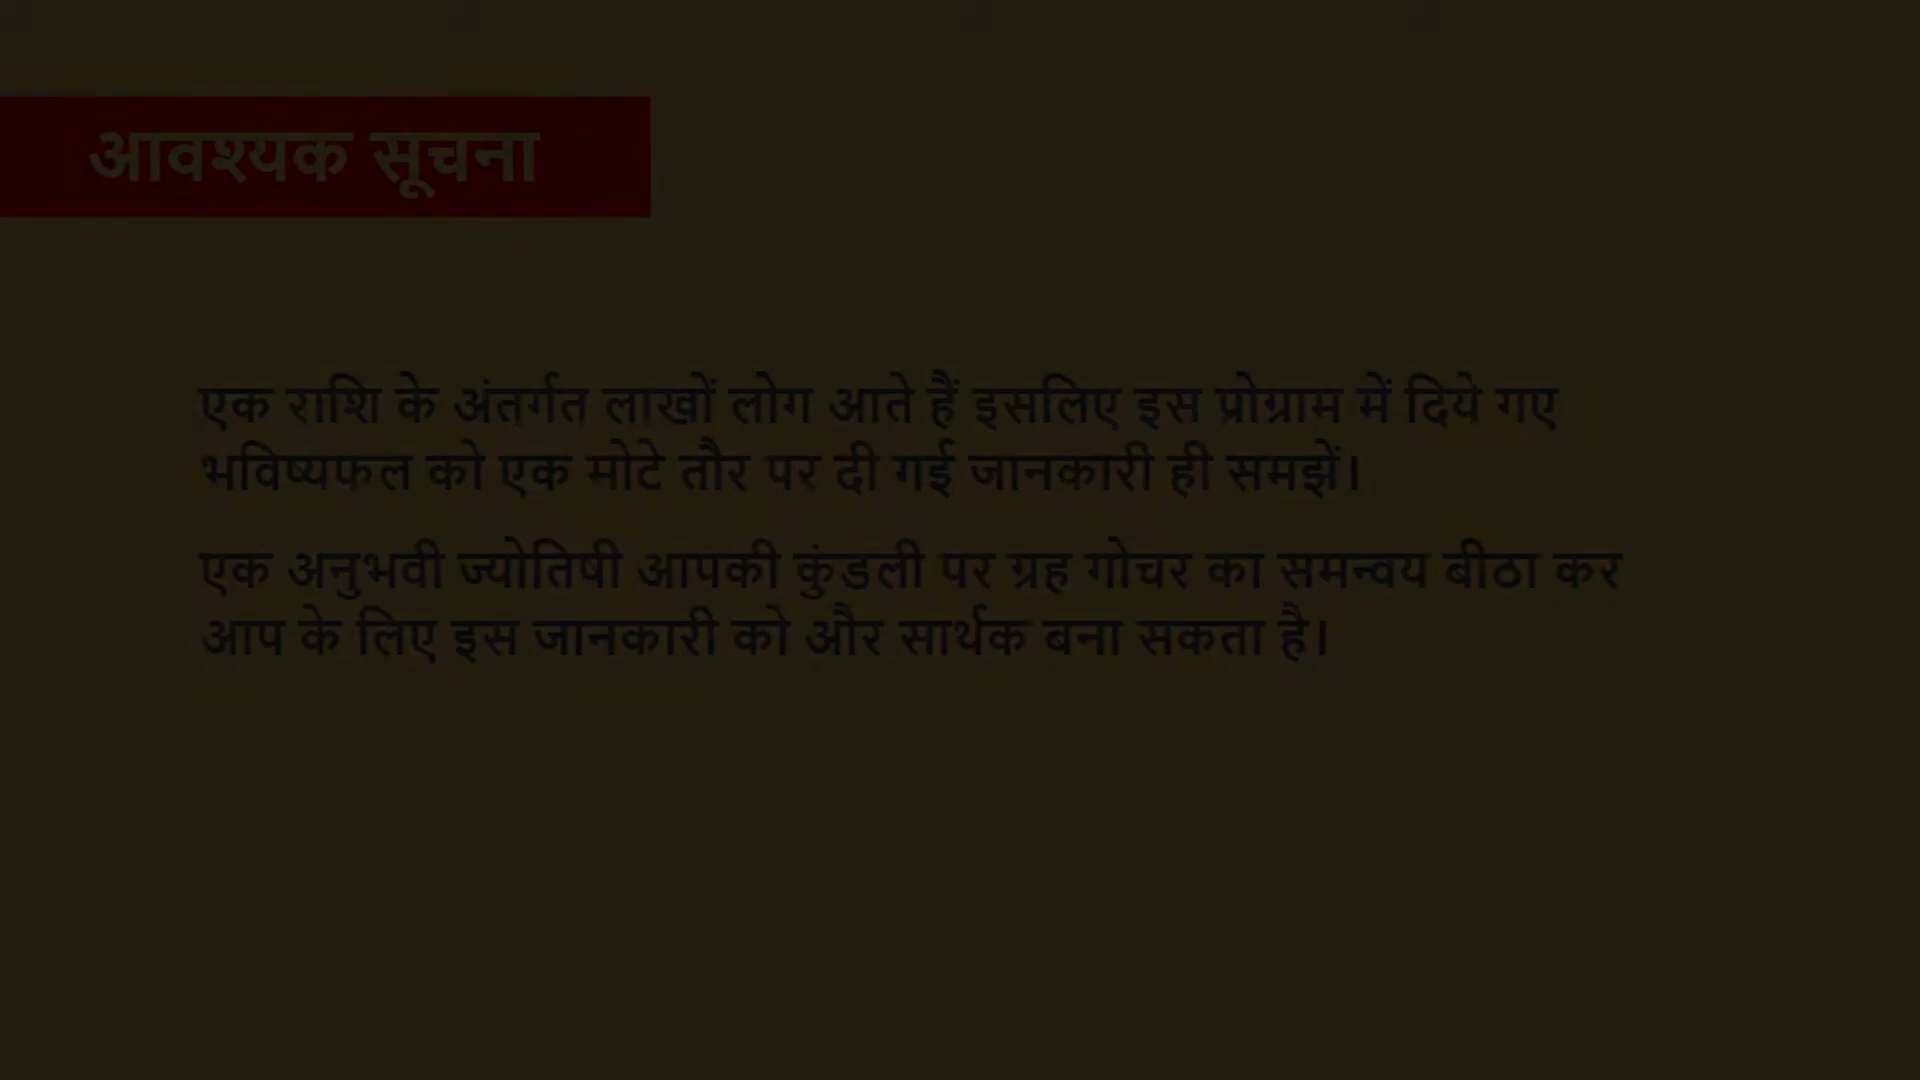 आवश्यक सूचना
एक राशि के अंतर्गत लाखों लोग आते हैं इसलिए इस प्रोग्राम में दिये गए
भविष्यफल को एक मोटे तौर पर दी गई जानकारी ही समझें।
एक अनुभवी ज्योतिषी आपकी कुंडली पर ग्रह गोचर का समन्वय बीठा कर
आप के लिए इस जानकारी को और सार्थक बना सकता है।